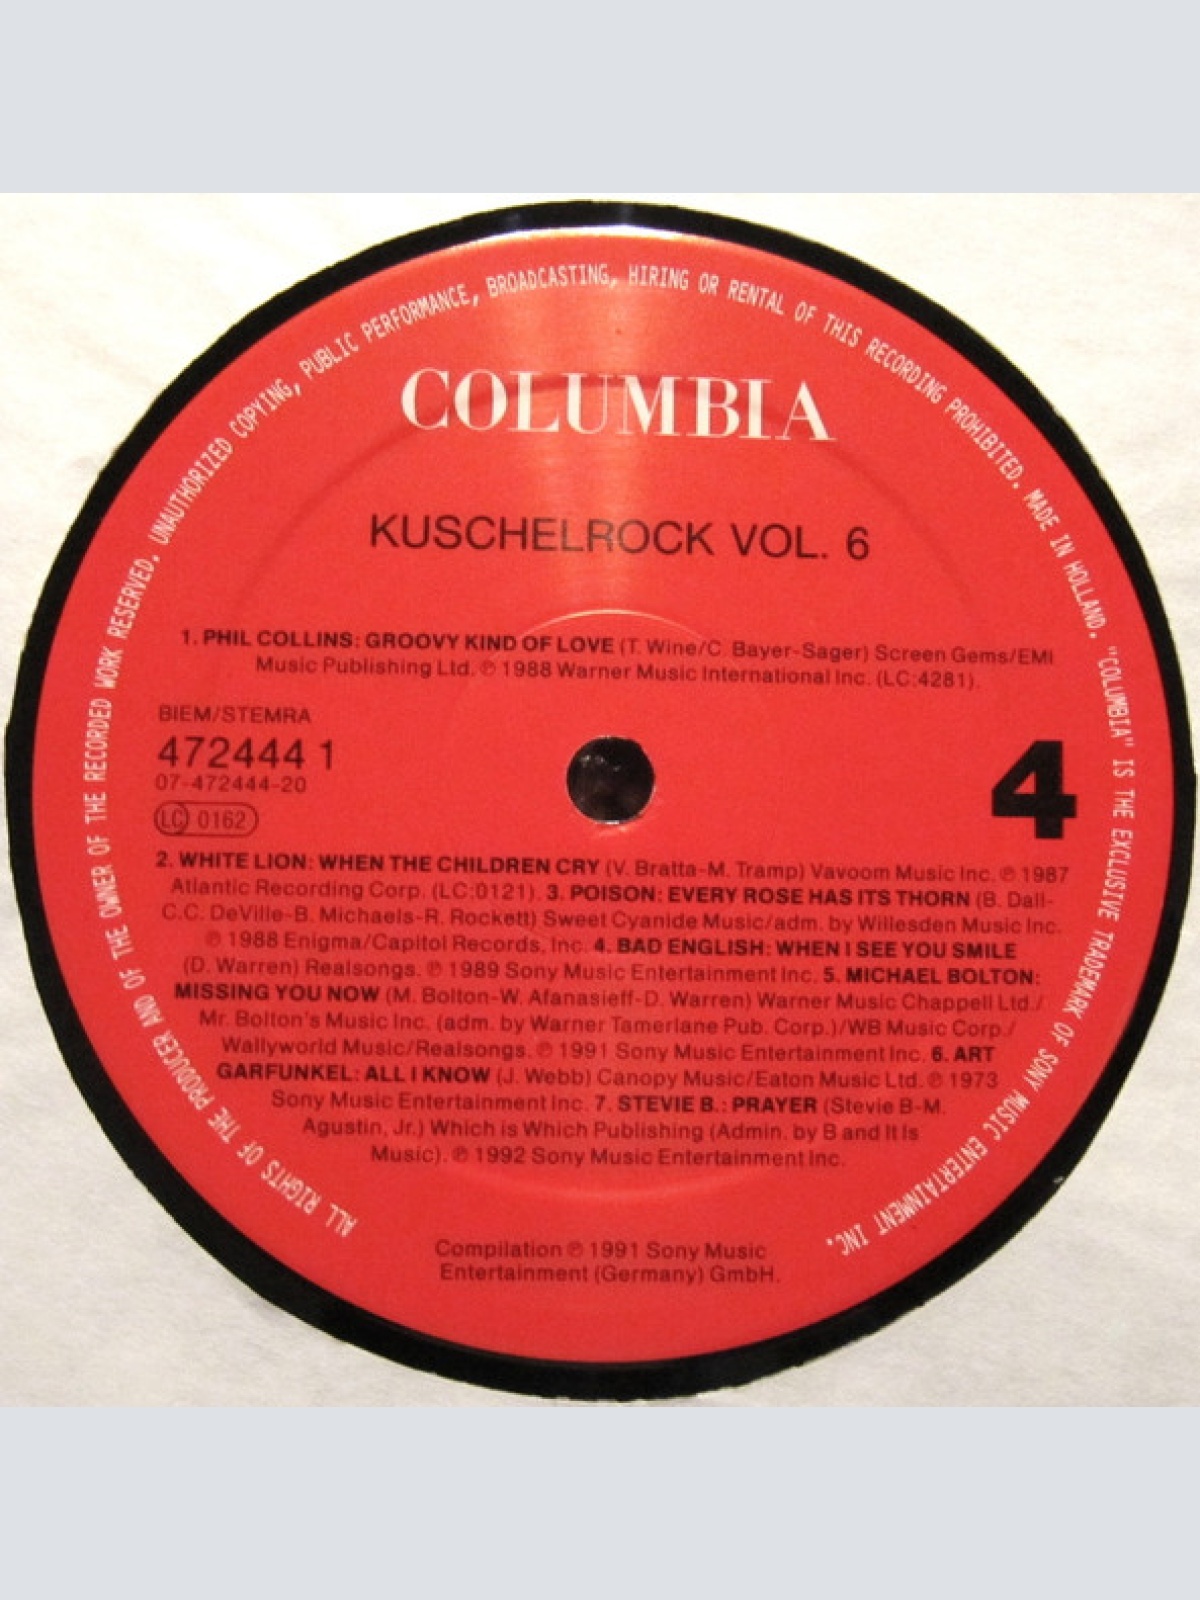 ALL RIGHTS OF THE PRODUCER AND OF THE OWNER OF THE RECORDED WORK RESERVED. UNAUTHORIZED COPYING, PUBLIC PERFORMANCE, BROADCASTING, HIRING OR RENTAL OF THIS RECORDING PROHIBITED. MADE IN HOLLAND. "COLUMBIA" IS THE EXCLUSIVE TRADEMARK OF SONY MUSIC ENTERTAINMENT INC.
COLUMBIA
KUSCHELROCK VOL. 6
1. PHIL COLLINS: GROOVY KIND OF LOVE (T. Wine/C. Bayer-Sager) Screen Gems/EMI
Music Publishing Ltd. ℗ 1988 Warner Music International Inc. (LC:4281).
BIEM/STEMRA
472444 1
07-472444-20
LC 0162
4
2. WHITE LION: WHEN THE CHILDREN CRY (V. Bratta-M. Tramp) Vavoom Music Inc. ℗ 1987
Atlantic Recording Corp. (LC:0121). 3. POISON: EVERY ROSE HAS ITS THORN (B. Dall-
C.C. DeVille-B. Michaels-R. Rockett) Sweet Cyanide Music/adm. by Willesden Music Inc.
℗ 1988 Enigma/Capitol Records, Inc. 4. BAD ENGLISH: WHEN I SEE YOU SMILE
(D. Warren) Realsongs. ℗ 1989 Sony Music Entertainment Inc. 5. MICHAEL BOLTON:
MISSING YOU NOW (M. Bolton-W. Afanasieff-D. Warren) Warner Music Chappell Ltd./
Mr. Bolton's Music Inc. (adm. by Warner Tamerlane Pub. Corp.)/WB Music Corp./
Wallyworld Music/Realsongs. ℗ 1991 Sony Music Entertainment Inc. 6. ART
GARFUNKEL: ALL I KNOW (J. Webb) Canopy Music/Eaton Music Ltd. ℗ 1973
Sony Music Entertainment Inc. 7. STEVIE B.: PRAYER (Stevie B-M.
Agustin, Jr.) Which is Which Publishing (Admin. by B and It Is
Music). ℗ 1992 Sony Music Entertainment Inc.
Compilation ℗ 1991 Sony Music
Entertainment (Germany) GmbH.